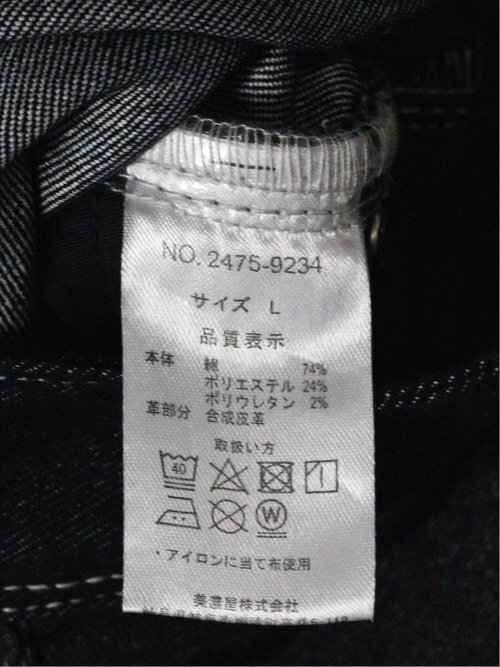 NO. 2475-9234
サイズ L
品質表示
本体 綿 74%
ポリエステル 24%
ポリウレタン 2%
革部分 合成皮革
取扱い方
40
W
・アイロンに当て布使用
美濃屋株式会社